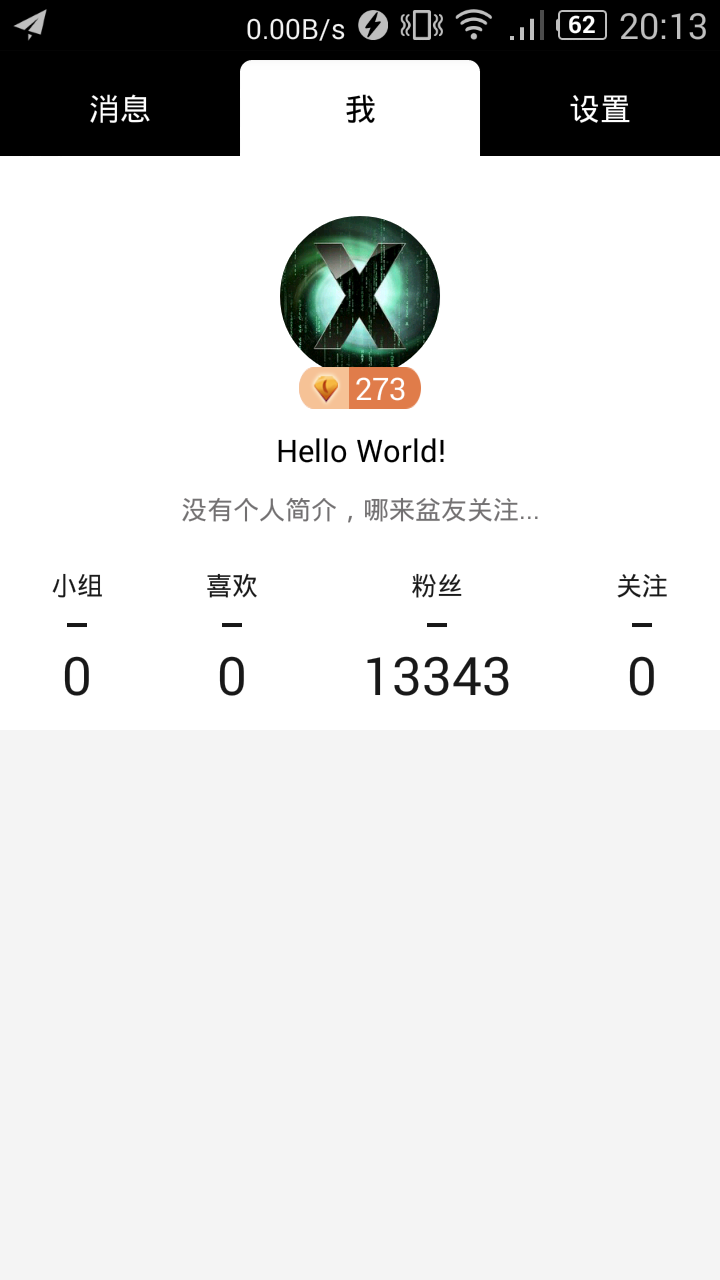 0.00B/s 62 20:13
消息 我 设置
X
273
Hello World!
没有个人简介，哪来盆友关注...
小组 喜欢 粉丝 关注
0 0 13343 0